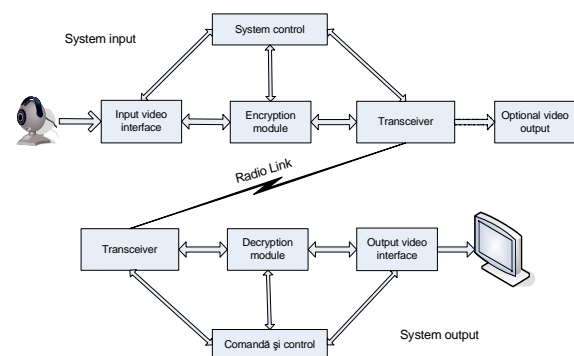 System input
System control
Input video
interface
Encryption
module
Transceiver
Optional video
output
Radio Link
Transceiver
Decryption
module
Output video
interface
Comandă şi control
System output